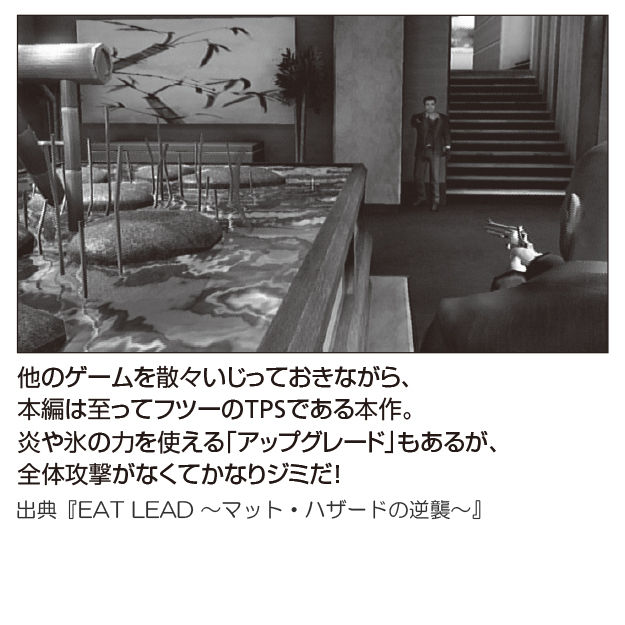 他のゲームを散々いじっておきながら、
本編は至ってフツーのTPSである本作。
炎や氷の力を使える「アップグレード」もあるが、
全体攻撃がなくてかなりジミだ!
出典『EAT LEAD ～マット・ハザードの逆襲～』